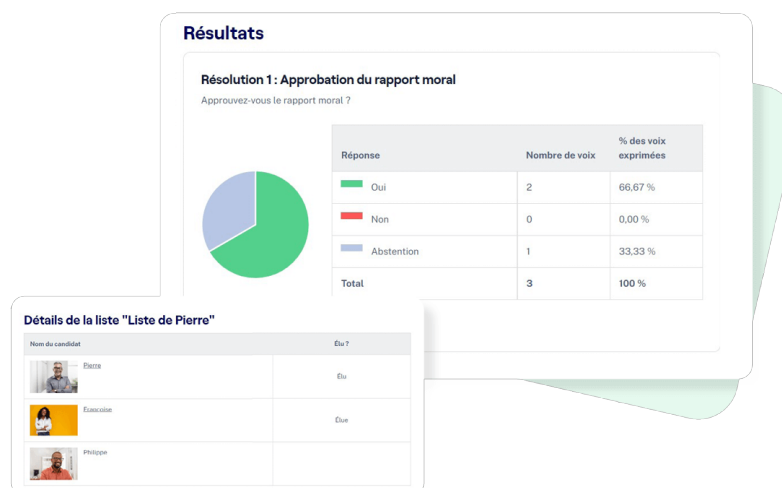 Résultats
Résolution 1 : Approbation du rapport moral
Approuvez-vous le rapport moral ?
Réponse Nombre de voix % des voix exprimées
Oui 2 66,67 %
Non 0 0,00 %
Abstention 1 33,33 %
Total 3 100 %
Détails de la liste "Liste de Pierre"
Nom du candidat Élu ?
Pierre Élu
Françoise Élue
Philippe